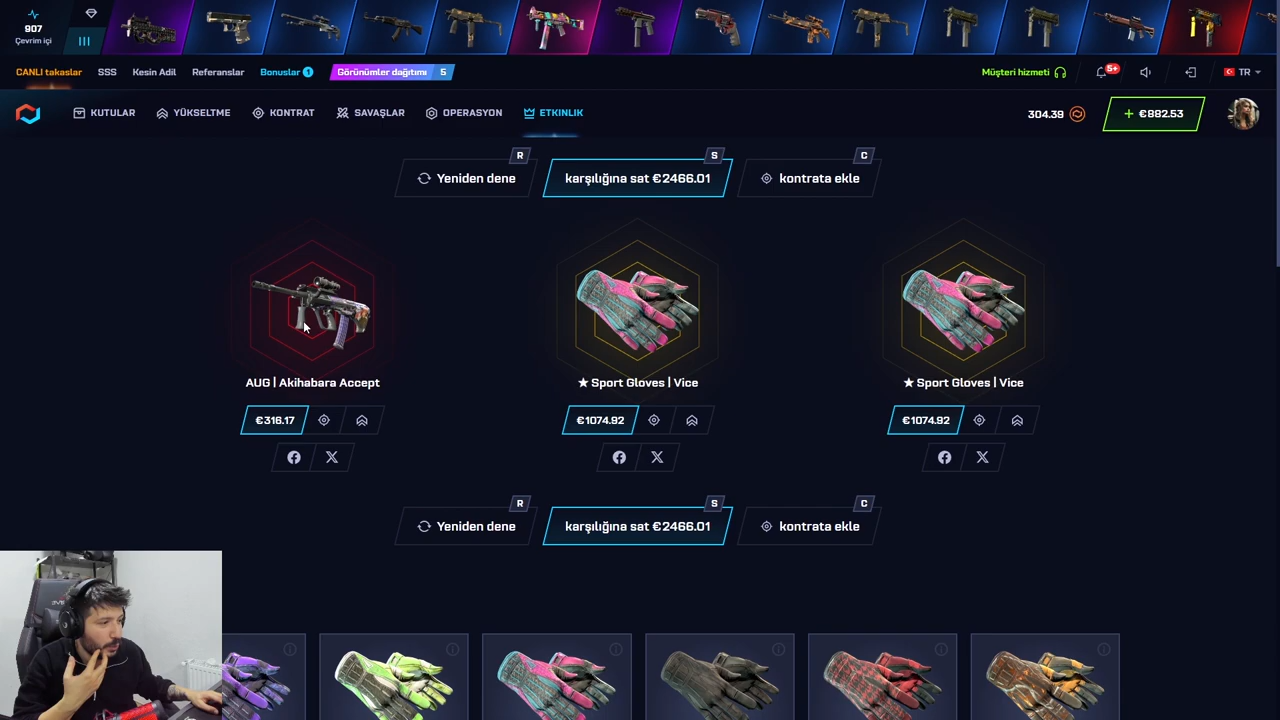 907
Çevrim içi
CANLI takaslar
SSS
Kesin Adil
Referanslar
Bonuslar 1
Görünümler dağıtımı 5
Müşteri hizmeti
5+
TR
KUTULAR
YÜKSELTME
KONTRAT
SAVAŞLAR
OPERASYON
ETKINLIK
304.39
+ €882.53
R
Yeniden dene
S
karşılığına sat €2466.01
C
kontrata ekle
AUG | Akihabara Accept
★ Sport Gloves | Vice
★ Sport Gloves | Vice
€316.17
€1074.92
€1074.92
R
Yeniden dene
S
karşılığına sat €2466.01
C
kontrata ekle